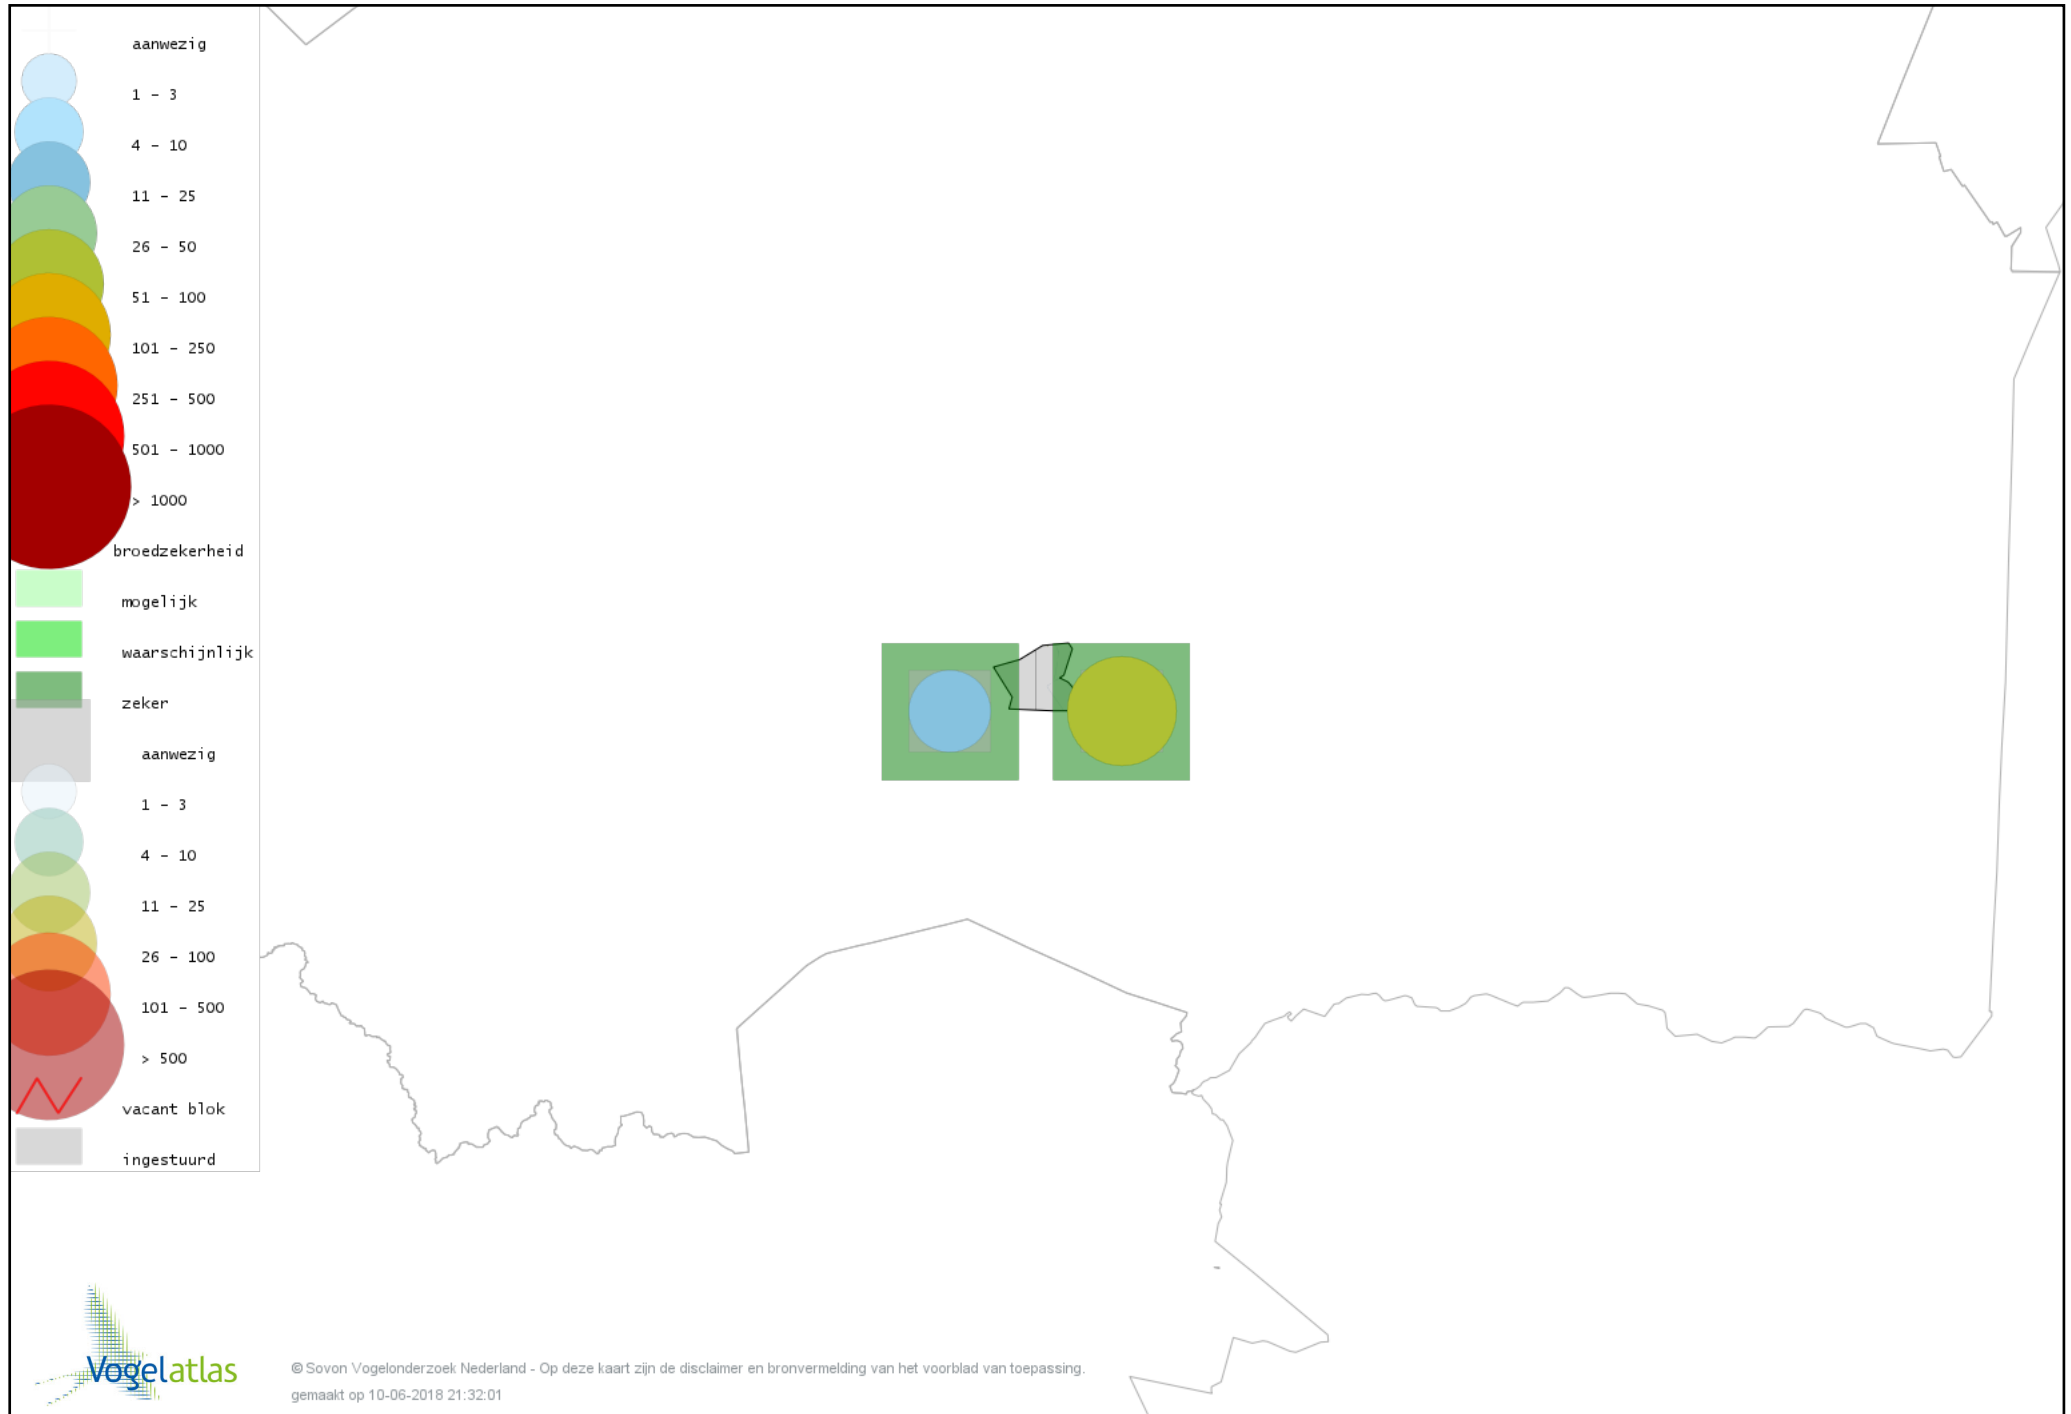 aanwezig
1 - 3
4 - 10
11 - 25
26 - 50
51 - 100
101 - 250
251 - 500
501 - 1000
> 1000
broedzekerheid
mogelijk
waarschijnlijk
zeker
aanwezig
1 - 3
4 - 10
11 - 25
26 - 100
101 - 500
> 500
vacant blok
ingestuurd
Vogelatlas
© Sovon Vogelonderzoek Nederland - Op deze kaart zijn de disclaimer en bronvermelding van het voorblad van toepassing.
gemaakt op 10-06-2018 21:32:01